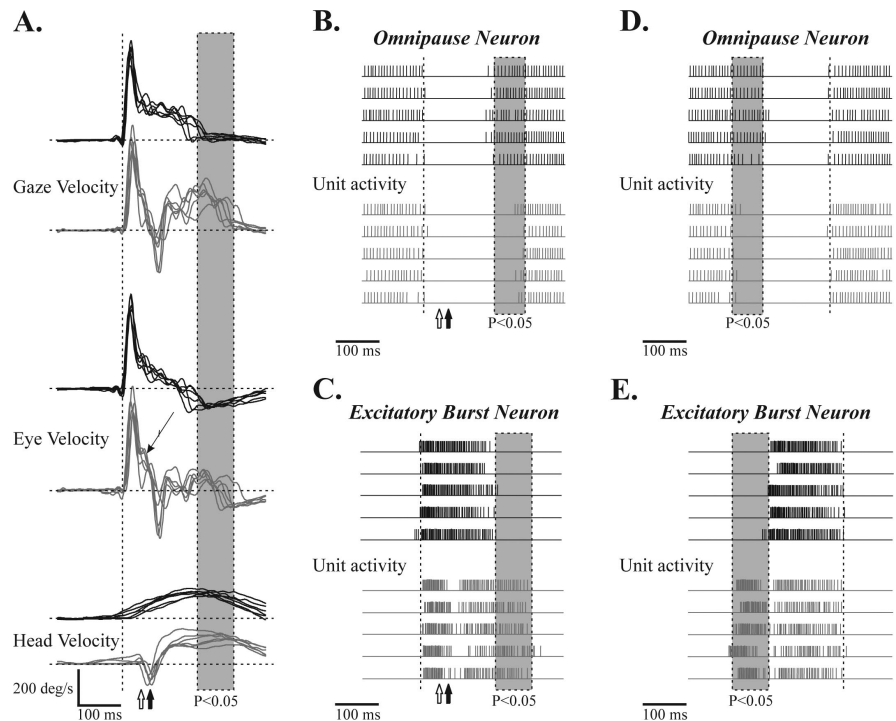 A.
Gaze Velocity
Eye Velocity
Head Velocity
200 deg/s
100 ms
P<0.05
B.
Omnipause Neuron
Unit activity
P<0.05
100 ms
C.
Excitatory Burst Neuron
Unit activity
100 ms
P<0.05
D.
Omnipause Neuron
Unit activity
P<0.05
100 ms
E.
Excitatory Burst Neuron
Unit activity
P<0.05
100 ms